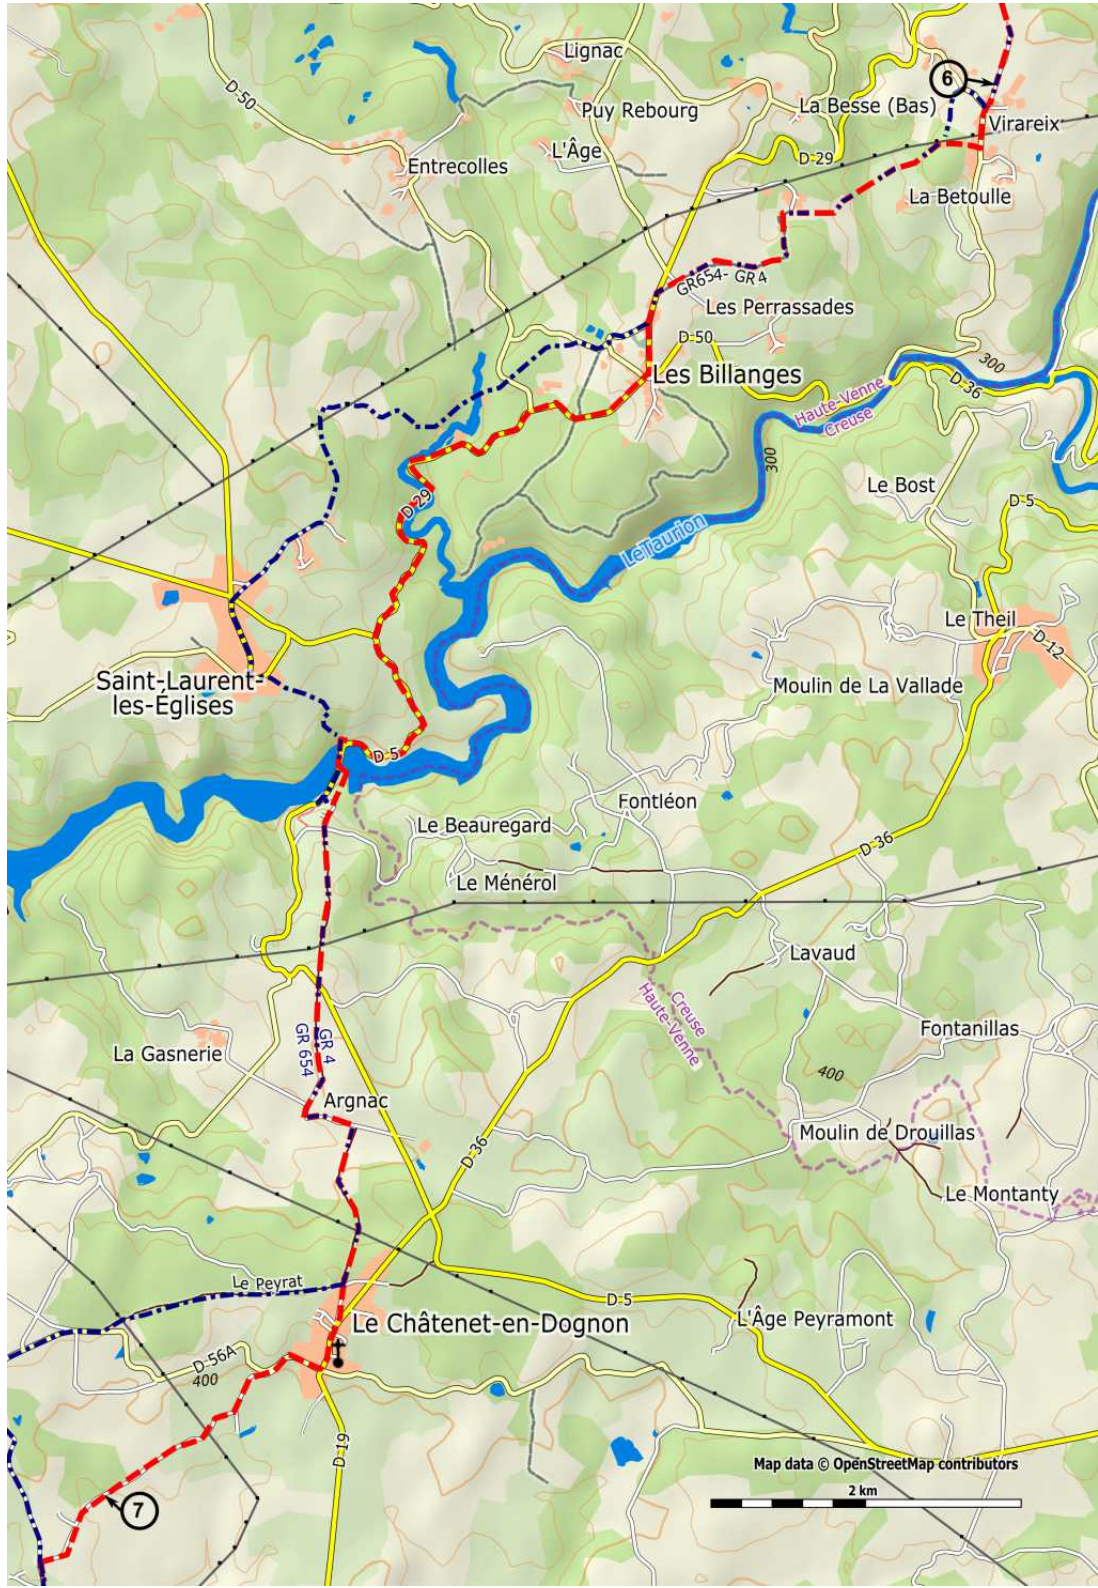 Lignac
6
D-50
Puy Rebourg
La Besse (Bas)
Virareix
L'Âge
D-29
Entrecolles
La Betoulle
GR654- GR4
Les Perrassades
D-50
300
Les Billanges
D-36
Haute-Venne
Creuse
300
Le Bost
D 29
D 5
Le Taurion
Le Theil
D-12
Saint-Laurent-
les-Églises
Moulin de La Vallade
D 5
Fontléon
Le Beauregard
D-36
Le Ménérol
Lavaud
Creuse
Haute-Venne
Fontanillas
GR 4
GR 654
La Gasnerie
400
Argnac
Moulin de Drouillas
D-36
Le Montanty
Le Peyrat
D-5
L'Âge Peyramont
Le Châtenet-en-Dognon
D-56A
400
D-19
Map data © OpenStreetMap contributors
2 km
7